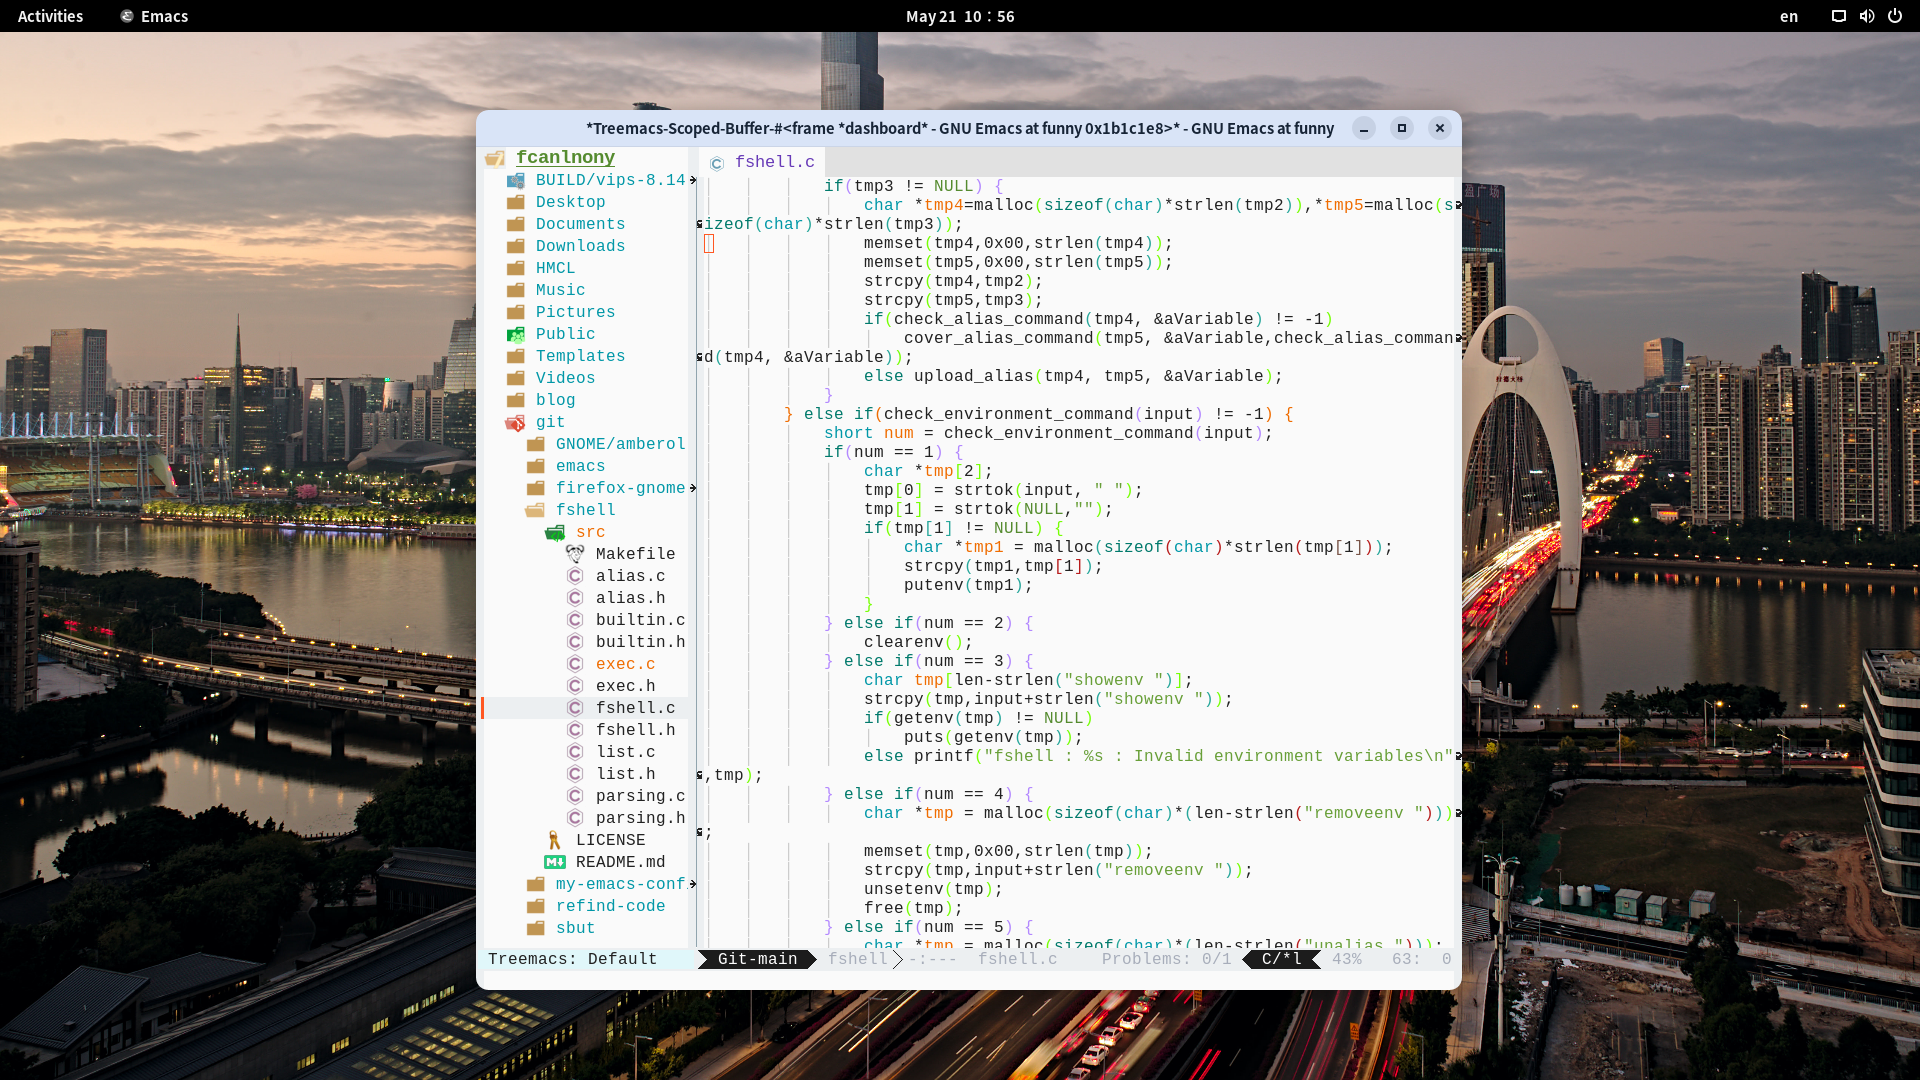 Activities
Emacs
May 21 10：56
en
*Treemacs-Scoped-Buffer-#<frame *dashboard* - GNU Emacs at funny 0x1b1c1e8>* - GNU Emacs at funny
fcanlnony
BUILD/vips-8.14
Desktop
Documents
Downloads
HMCL
Music
Pictures
Public
Templates
Videos
blog
git
GNOME/amberol
emacs
firefox-gnome
fshell
src
Makefile
alias.c
alias.h
builtin.c
builtin.h
exec.c
exec.h
fshell.c
fshell.h
list.c
list.h
parsing.c
parsing.h
LICENSE
README.md
my-emacs-conf
refind-code
sbut
Treemacs: Default
fshell.c
if(tmp3 != NULL) {
char *tmp4=malloc(sizeof(char)*strlen(tmp2)),*tmp5=malloc(s
izeof(char)*strlen(tmp3));
memset(tmp4,0x00,strlen(tmp4));
memset(tmp5,0x00,strlen(tmp5));
strcpy(tmp4,tmp2);
strcpy(tmp5,tmp3);
if(check_alias_command(tmp4, &aVariable) != -1)
cover_alias_command(tmp5, &aVariable,check_alias_comman
d(tmp4, &aVariable));
else upload_alias(tmp4, tmp5, &aVariable);
}
} else if(check_environment_command(input) != -1) {
short num = check_environment_command(input);
if(num == 1) {
char *tmp[2];
tmp[0] = strtok(input, " ");
tmp[1] = strtok(NULL,"");
if(tmp[1] != NULL) {
char *tmp1 = malloc(sizeof(char)*strlen(tmp[1]));
strcpy(tmp1,tmp[1]);
putenv(tmp1);
}
} else if(num == 2) {
clearenv();
} else if(num == 3) {
char tmp[len-strlen("showenv ")];
strcpy(tmp,input+strlen("showenv "));
if(getenv(tmp) != NULL)
puts(getenv(tmp));
else printf("fshell : %s : Invalid environment variables\n"
,tmp);
} else if(num == 4) {
char *tmp = malloc(sizeof(char)*(len-strlen("removeenv ")))
;
memset(tmp,0x00,strlen(tmp));
strcpy(tmp,input+strlen("removeenv "));
unsetenv(tmp);
free(tmp);
} else if(num == 5) {
char *tmp = malloc(sizeof(char)*(len-strlen("unalias ")));
Git-main fshell -:--- fshell.c Problems: 0/1 C/*l 43% 63: 0